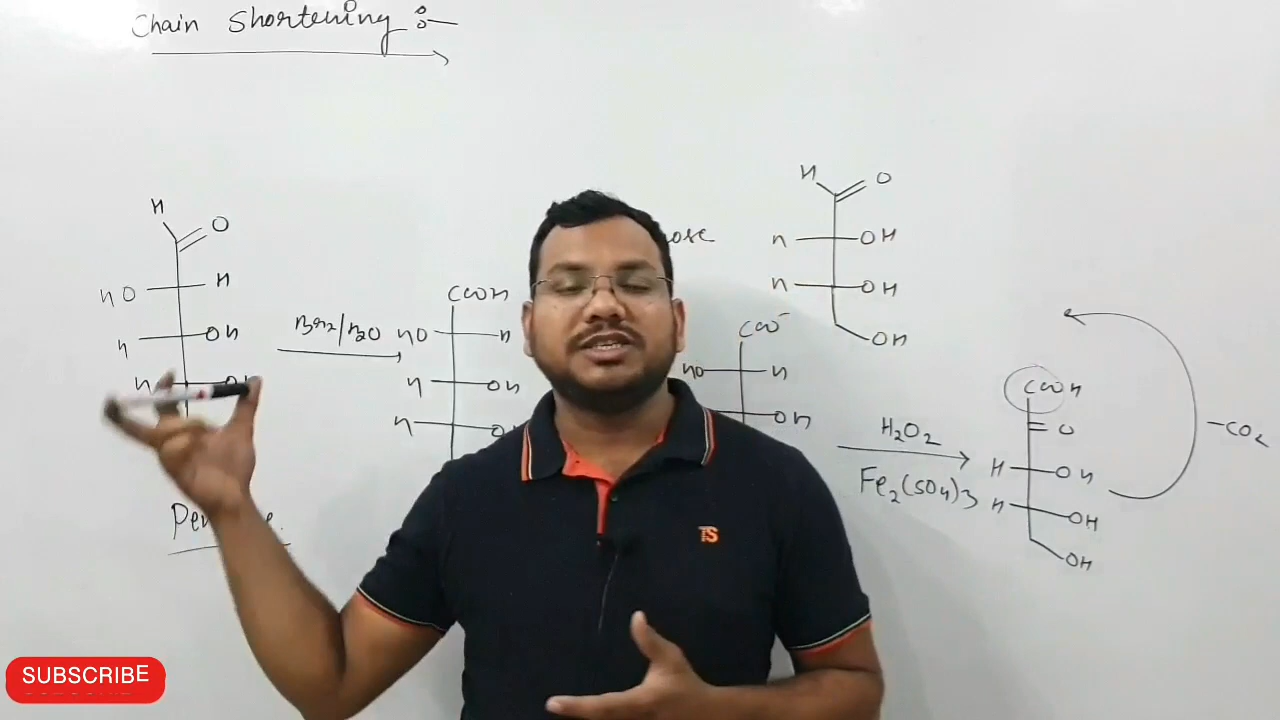 Chain Shortening :-
H
O
HO H
H OH
H
Br2/H2O
COOH
HO H
H OH
H
COO-
HO H
OH
H2O2
Fe2(SO4)3
H
O
H OH
H OH
OH
COOH
O
H OH
H OH
OH
-CO2
TS
SUBSCRIBE